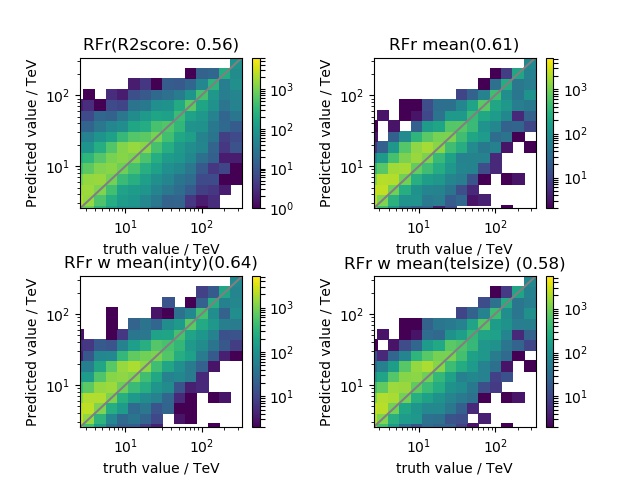 RFr(R2score: 0.56)
Predicted value / TeV
10²
10¹
10¹
10²
truth value / TeV
10³
10²
10¹
10⁰
RFr mean(0.61)
Predicted value / TeV
10²
10¹
10¹
10²
truth value / TeV
10³
10²
10¹
RFr w mean(inty)(0.64)
Predicted value / TeV
10²
10¹
10¹
10²
truth value / TeV
10³
10²
10¹
RFr w mean(telsize) (0.58)
Predicted value / TeV
10²
10¹
10¹
10²
truth value / TeV
10³
10²
10¹